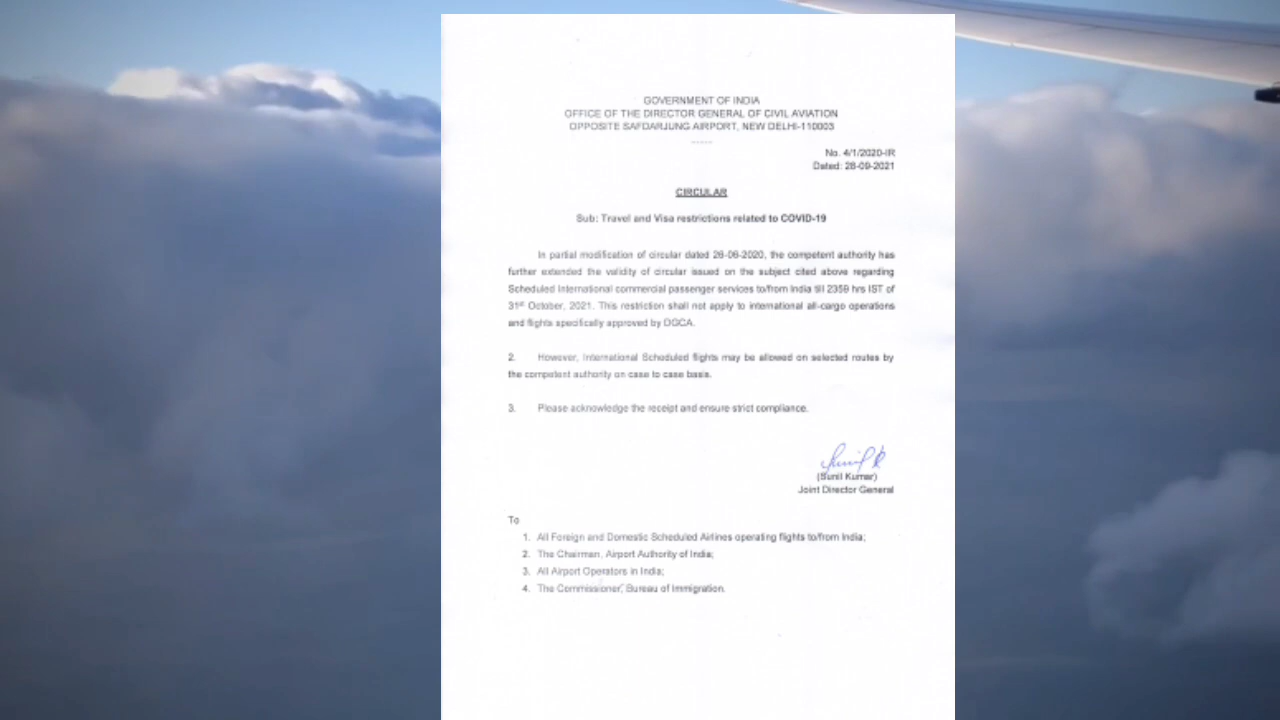 GOVERNMENT OF INDIA
OFFICE OF THE DIRECTOR GENERAL OF CIVIL AVIATION
OPPOSITE SAFDARJUNG AIRPORT, NEW DELHI-110003
-----
No. 4/1/2020-IR
Dated: 28-09-2021
CIRCULAR
Sub: Travel and Visa restrictions related to COVID-19
In partial modification of circular dated 26-06-2020, the competent authority has
further extended the validity of circular issued on the subject cited above regarding
Scheduled International commercial passenger services to/from India till 2359 hrs IST of
31st October, 2021. This restriction shall not apply to international all-cargo operations
and flights specifically approved by DGCA.
2. However, International Scheduled flights may be allowed on selected routes by
the competent authority on case to case basis.
3. Please acknowledge the receipt and ensure strict compliance.
Sunil K
(Sunil Kumar)
Joint Director General
To
1. All Foreign and Domestic Scheduled Airlines operating flights to/from India;
2. The Chairman, Airport Authority of India;
3. All Airport Operators in India;
4. The Commissioner, Bureau of Immigration.